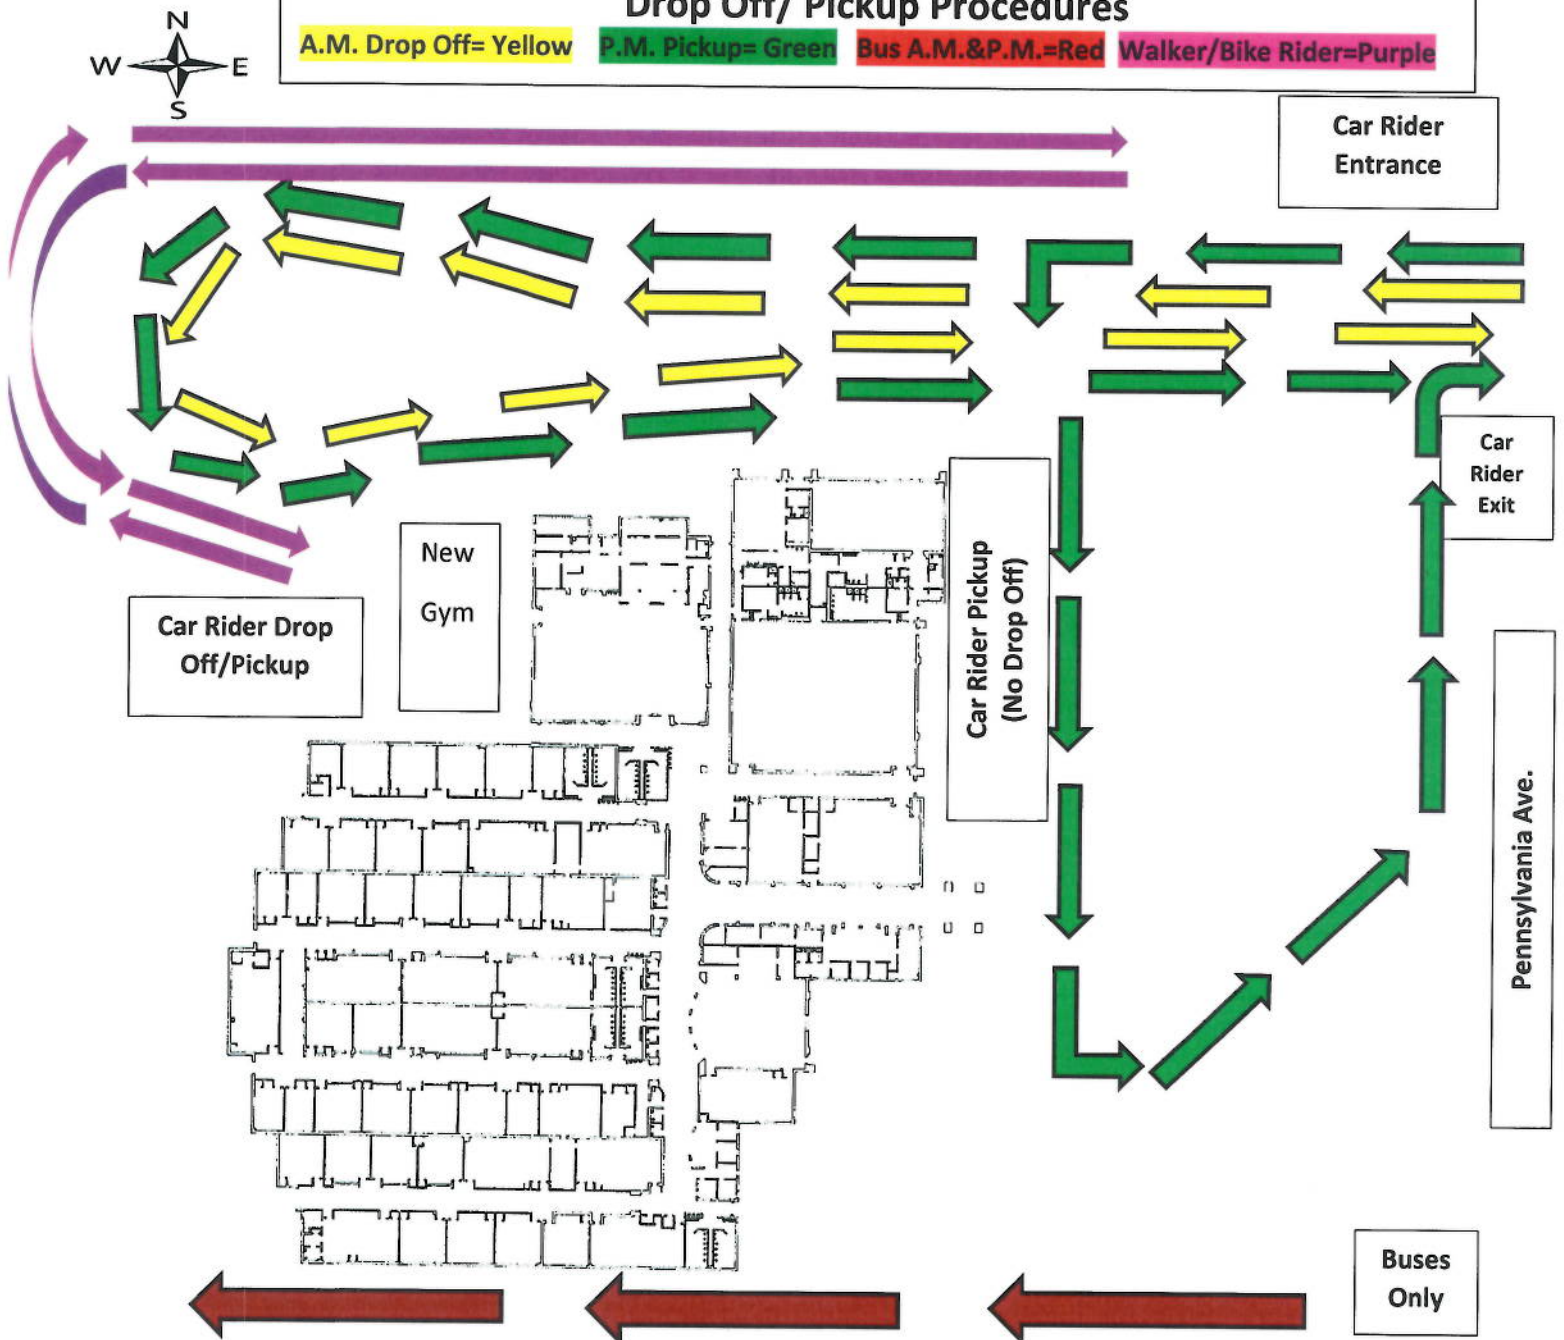 Drop Off/ Pickup Procedures
A.M. Drop Off= Yellow P.M. Pickup= Green Bus A.M.&P.M.=Red Walker/Bike Rider=Purple
N
W E
S
Car Rider
Entrance
Car
Rider
Exit
New
Gym
Car Rider Drop
Off/Pickup
Car Rider Pickup
(No Drop Off)
Pennsylvania Ave.
Buses
Only